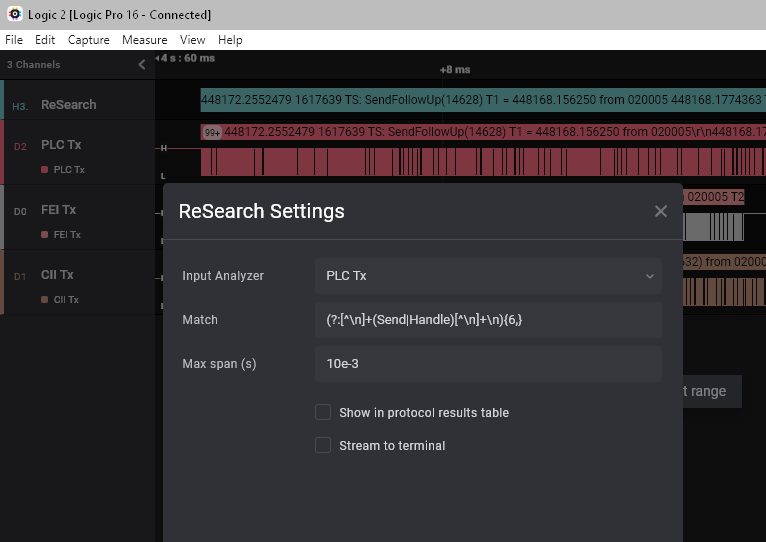 Logic 2 [Logic Pro 16 - Connected]
File Edit Capture Measure View Help
3 Channels
4 s : 60 ms
+8 ms
H3. ReSearch
448172.2552479 1617639 TS: SendFollowUp(14628) T1 = 448168.156250 from 020005 448168.1774363
D2 PLC Tx
99+ 448172.2552479 1617639 TS: SendFollowUp(14628) T1 = 448168.156250 from 020005\r\n448168.17
H
L
PLC Tx
D0 FEI Tx
) 020005 T2
FEI Tx
D1 CII Tx
632) from 02000
CII Tx
ReSearch Settings
Input Analyzer
PLC Tx
Match
(?:[^\n]+(Send|Handle)[^\n]+\n){6,}
Max span (s)
10e-3
t range
Show in protocol results table
Stream to terminal